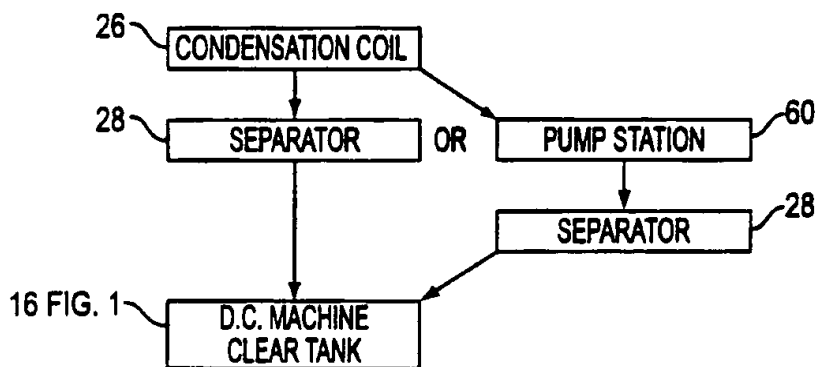 26
CONDENSATION COIL
28
SEPARATOR
OR
PUMP STATION
60
SEPARATOR
28
16 FIG. 1
D.C. MACHINE
CLEAR TANK